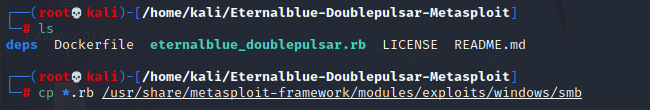 ┌──(root💀kali)-[/home/kali/Eternalblue-Doublepulsar-Metasploit]
└─# ls
deps Dockerfile eternalblue_doublepulsar.rb LICENSE README.md
┌──(root💀kali)-[/home/kali/Eternalblue-Doublepulsar-Metasploit]
└─# cp *.rb /usr/share/metasploit-framework/modules/exploits/windows/smb